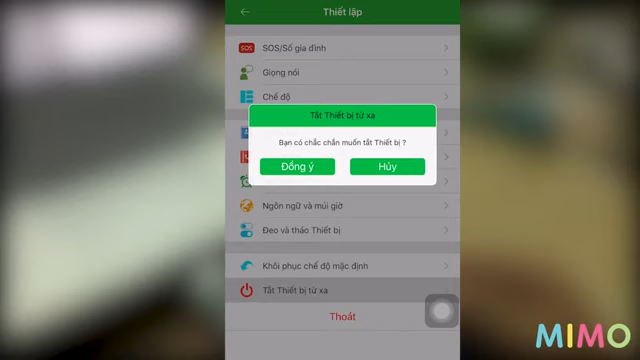 Thiết lập
SOS
SOS/Số gia đình
Giọng nói
Chế độ
Tắt Thiết bị từ xa
Bạn có chắc chắn muốn tắt Thiết bị ?
Đồng ý
Hủy
Ngôn ngữ và múi giờ
Đeo và tháo Thiết bị
Khôi phục chế độ mặc định
Tắt Thiết bị từ xa
Thoát
MIMO